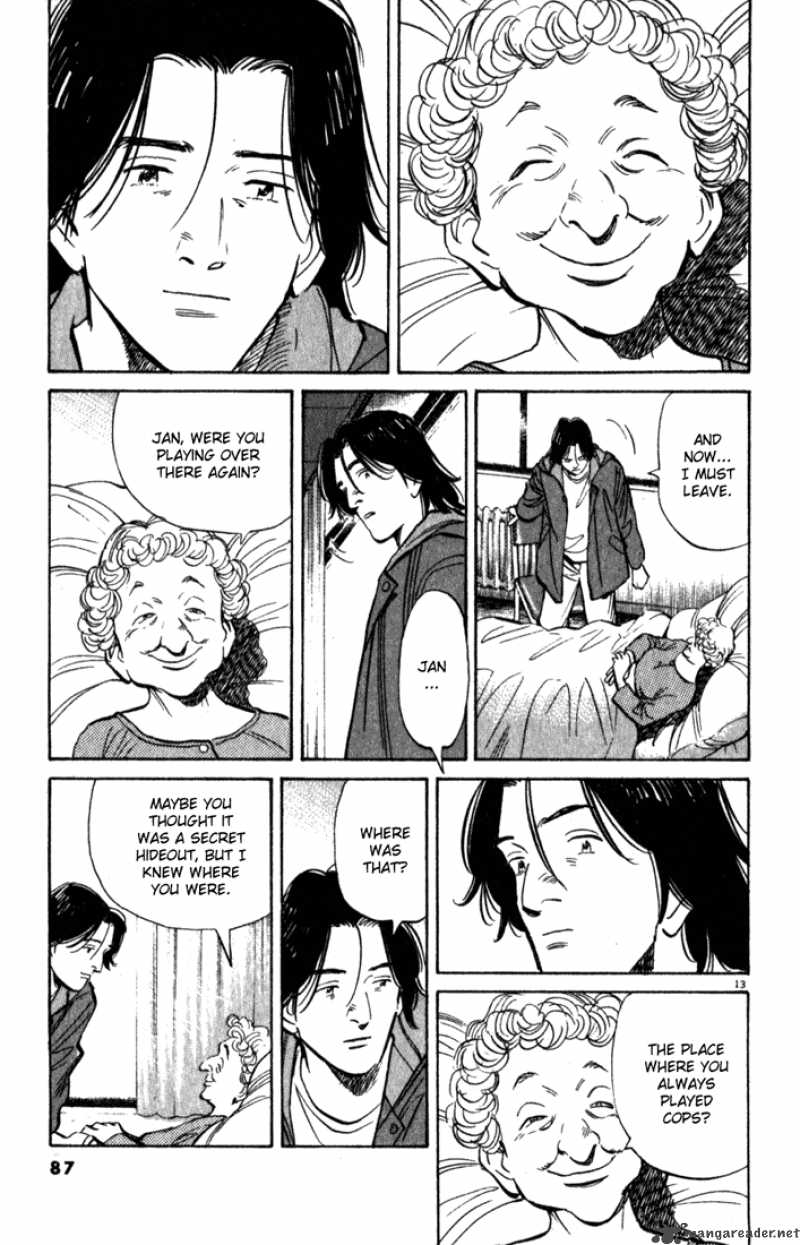 AND
NOW...
I MUST
LEAVE.
JAN
...
JAN, WERE YOU
PLAYING OVER
THERE AGAIN?
13
THE PLACE
WHERE YOU
ALWAYS
PLAYED
COPS?
WHERE
WAS
THAT?
MAYBE YOU
THOUGHT IT
WAS A SECRET
HIDEOUT, BUT I
KNEW WHERE
YOU WERE.
87
mangareader.net